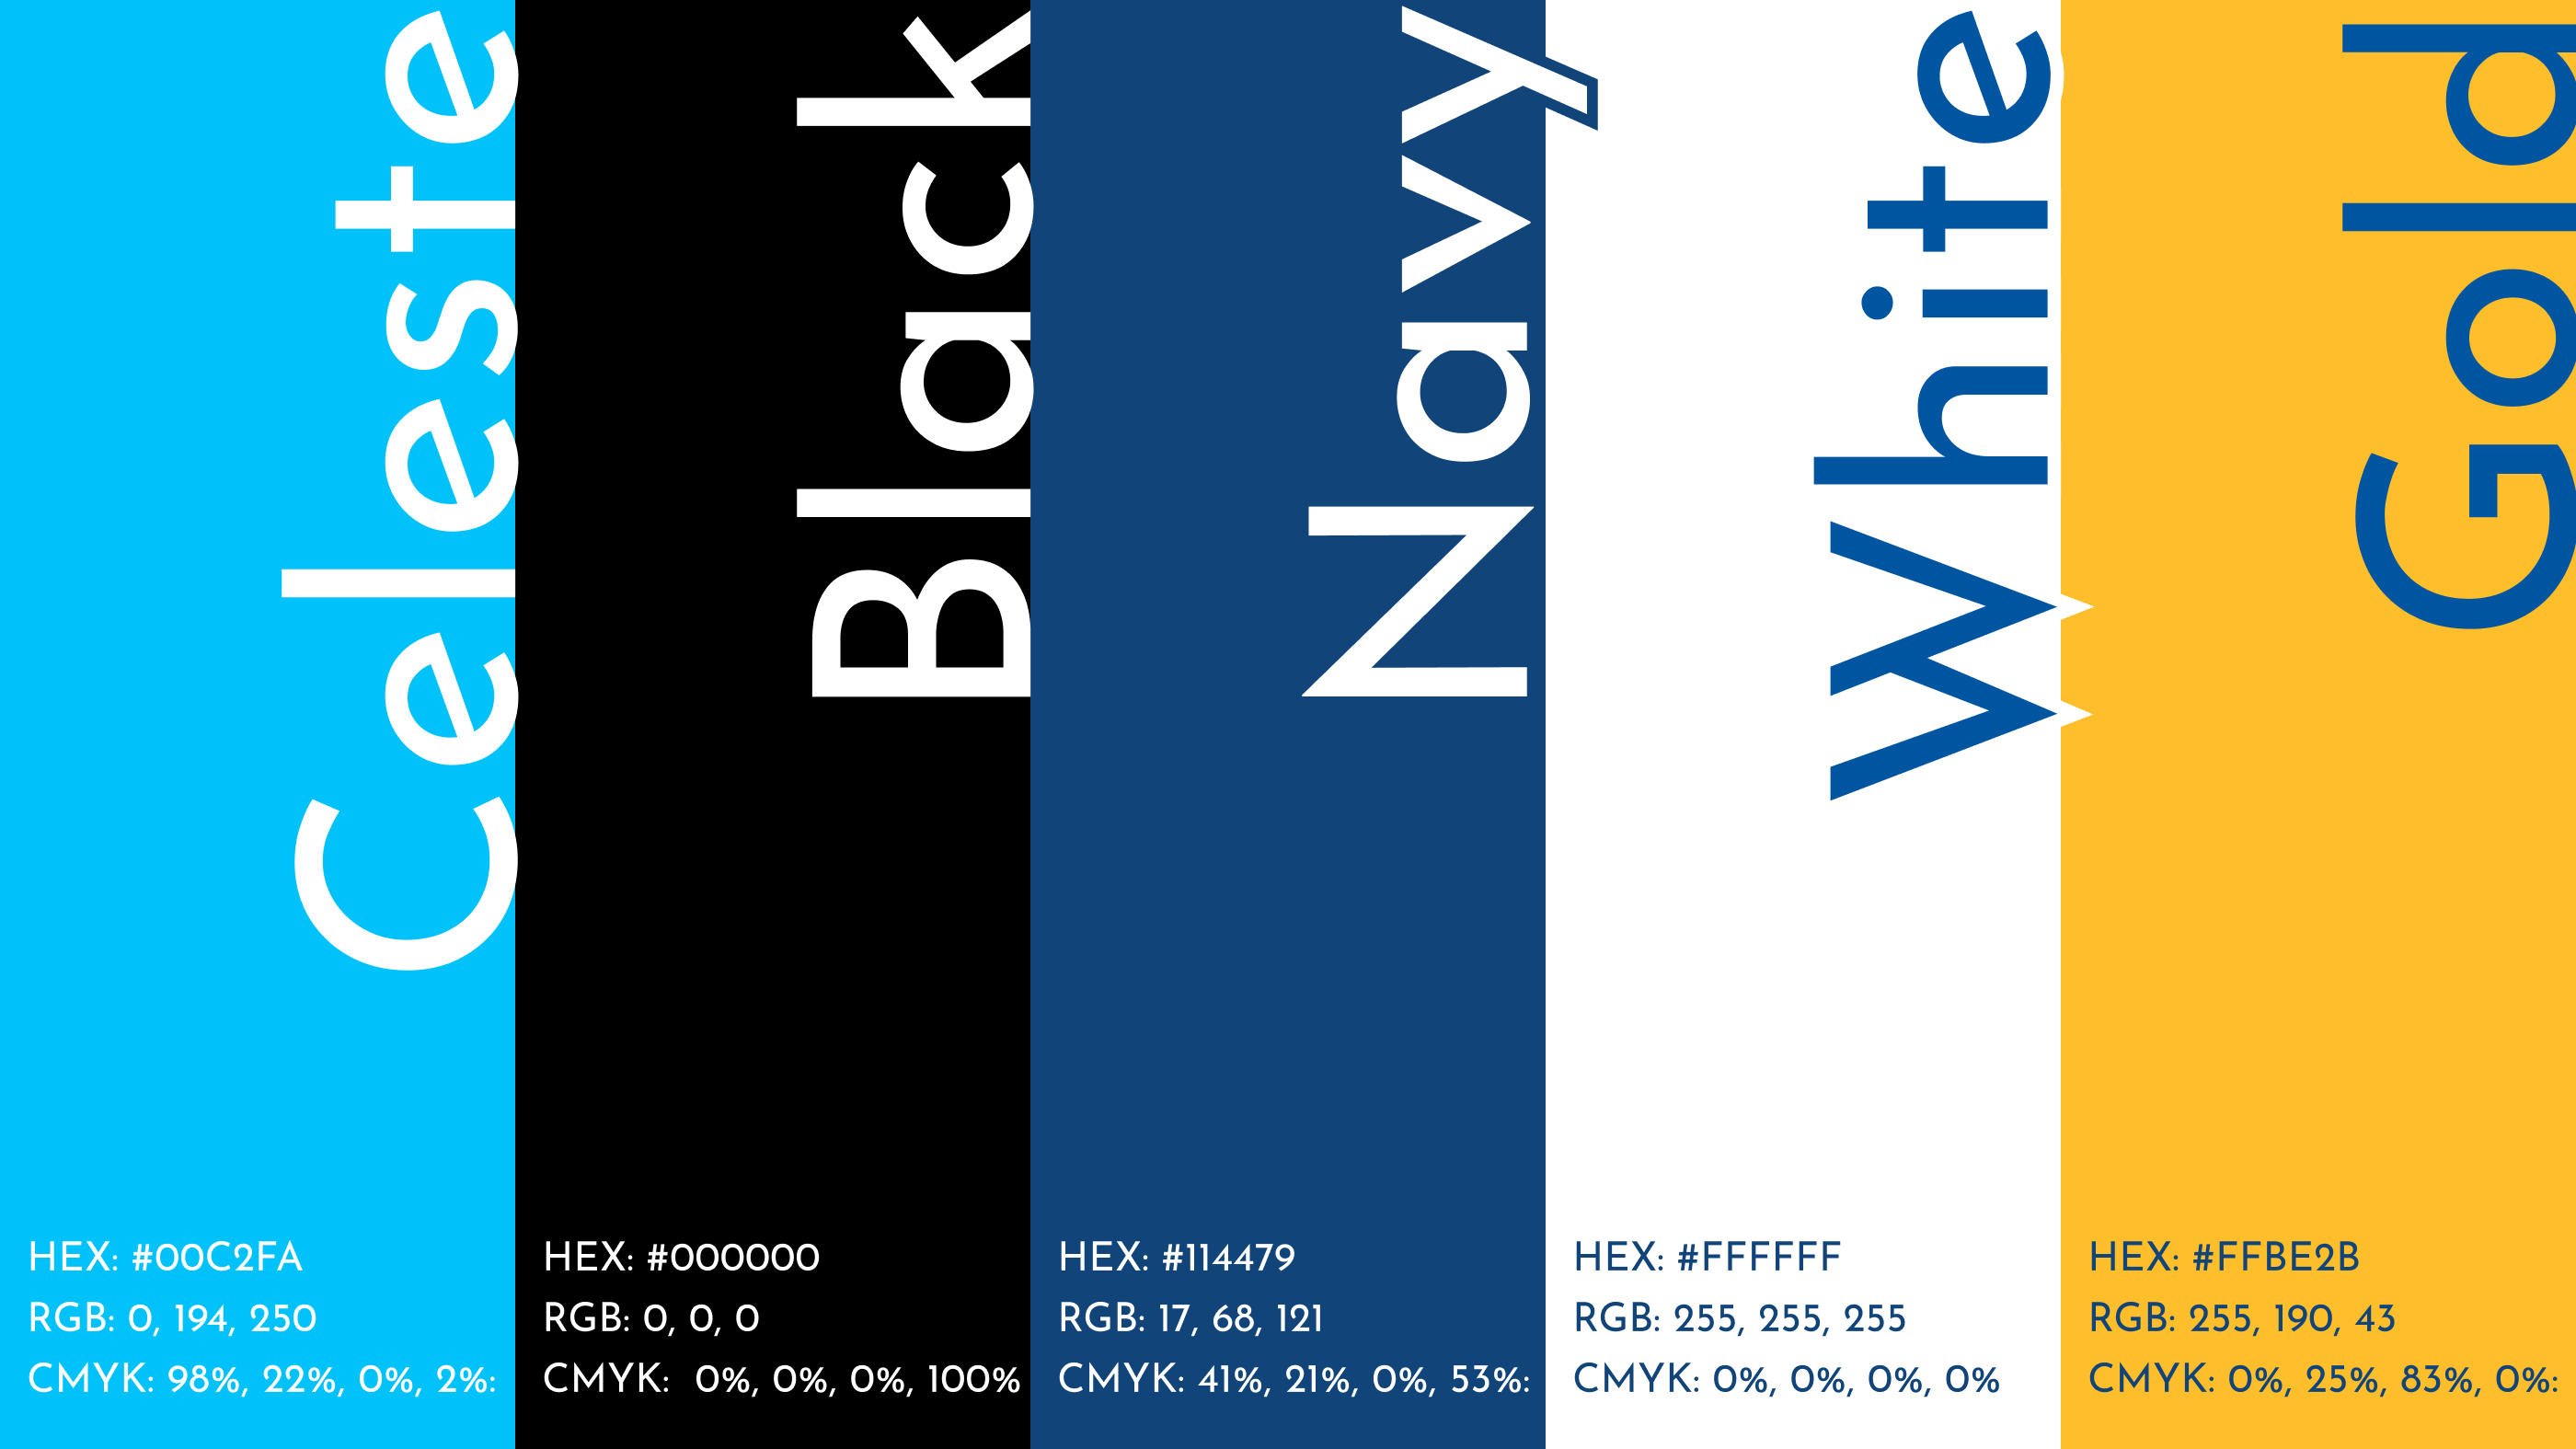 Celeste
HEX: #00C2FA
RGB: 0, 194, 250
CMYK: 98%, 22%, 0%, 2%:
Black
HEX: #000000
RGB: 0, 0, 0
CMYK:  0%, 0%, 0%, 100%
Navy
HEX: #114479
RGB: 17, 68, 121
CMYK: 41%, 21%, 0%, 53%:
White
HEX: #FFFFFF
RGB: 255, 255, 255
CMYK: 0%, 0%, 0%, 0%
Gold
HEX: #FFBE2B
RGB: 255, 190, 43
CMYK: 0%, 25%, 83%, 0%: